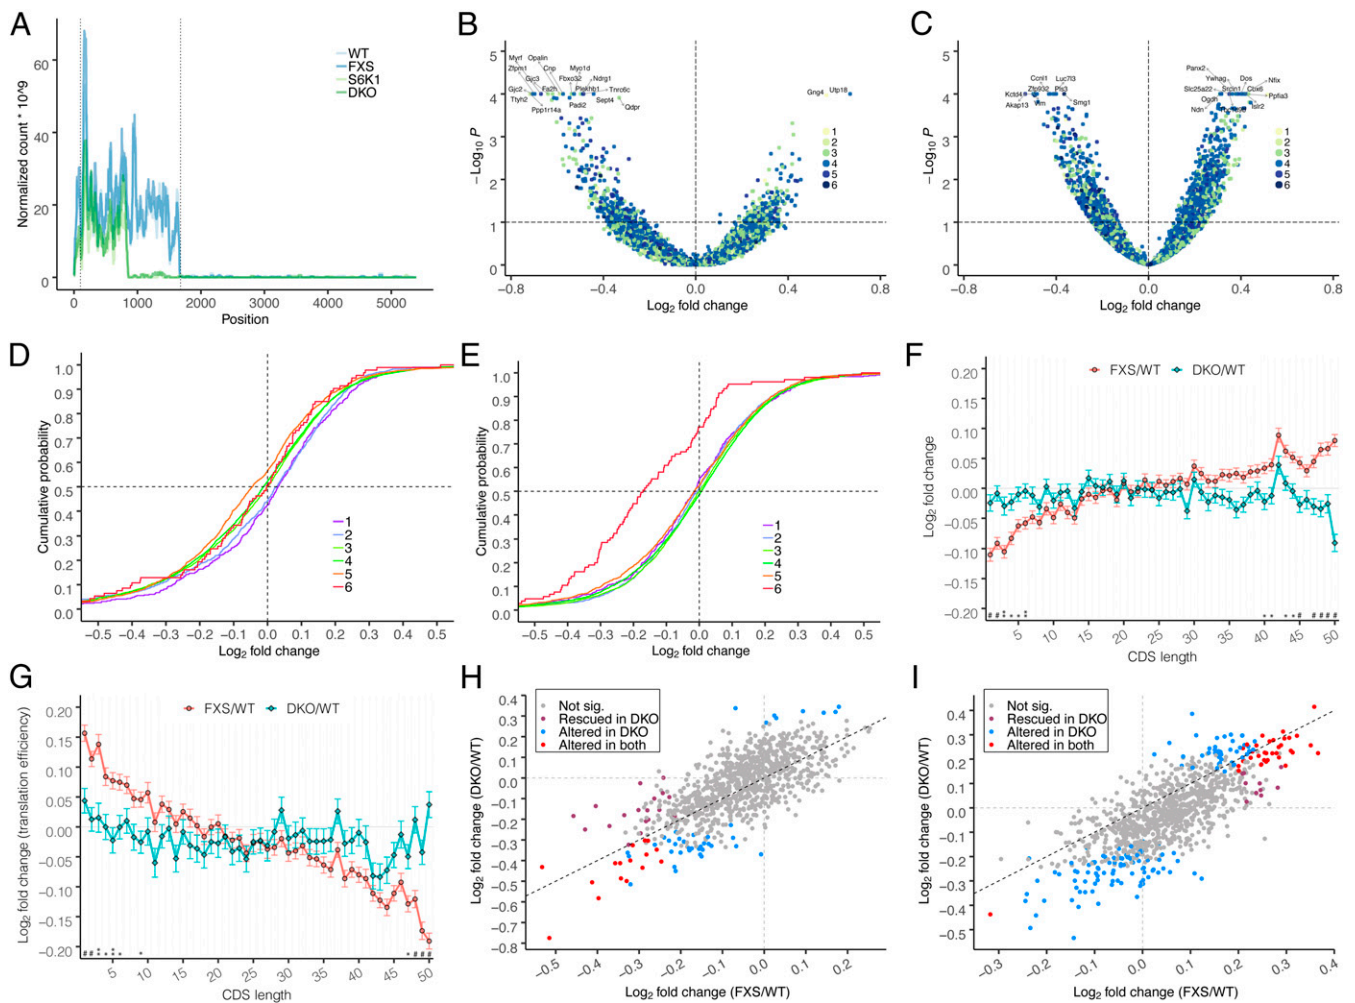 A
Normalized count * 10^9
60
40
20
0
WT
FXS
S6K1
DKO
0 1000 2000 3000 4000 5000
Position
B
− Log10 P
5
4
3
2
1
0
Myrf Opalin
Zfpm1 Cnp Myo1d
Gjc3 Fbxo32 Ndrg1
Gjc2 Fa2h Plekhb1 Tnrc6c
Ttyh2 Padi2 Sept4
Ppp1r14a Qdpr
Gng4 Utp18
1
2
3
4
5
6
−0.8 −0.4 0.0 0.4 0.8
Log2 fold change
C
− Log10 P
5
4
3
2
1
0
Ccnl1 Luc7l3
Zfp932
Kctd4
Akap13 Smg1
Panx2
Ywhag Dos Nfix
Slc25a22 Srcin1
Ogdh Ppfia3
Ndn Islr2
1
2
3
4
5
6
−0.8 −0.4 0.0 0.4 0.8
Log2 fold change
D
Cumulative probability
1.0
0.9
0.8
0.7
0.6
0.5
0.4
0.3
0.2
0.1
0.0
1
2
3
4
5
6
−0.5 −0.4 −0.3 −0.2 −0.1 0.0 0.1 0.2 0.3 0.4 0.5
Log2 fold change
E
Cumulative probability
1.0
0.9
0.8
0.7
0.6
0.5
0.4
0.3
0.2
0.1
0.0
1
2
3
4
5
6
−0.5 −0.4 −0.3 −0.2 −0.1 0.0 0.1 0.2 0.3 0.4 0.5
Log2 fold change
F
Log2 fold change
FXS/WT DKO/WT
0.20
0.15
0.10
0.05
0.00
−0.05
−0.10
−0.15
−0.20
5 10 15 20 25 30 35 40 45 50
CDS length
G
Log2 fold change (translation efficiency)
FXS/WT DKO/WT
0.20
0.15
0.10
0.05
0.00
−0.05
−0.10
−0.15
−0.20
5 10 15 20 25 30 35 40 45 50
CDS length
H
Log2 fold change (DKO/WT)
0.4
0.3
0.2
0.1
0.0
−0.1
−0.2
−0.3
−0.4
−0.5
−0.6
−0.7
−0.8
Not sig.
Rescued in DKO
Altered in DKO
Altered in both
−0.5 −0.4 −0.3 −0.2 −0.1 0.0 0.1 0.2
Log2 fold change (FXS/WT)
I
Log2 fold change (DKO/WT)
0.4
0.3
0.2
0.1
0.0
−0.1
−0.2
−0.3
−0.4
−0.5
Not sig.
Rescued in DKO
Altered in DKO
Altered in both
−0.3 −0.2 −0.1 0.0 0.1 0.2 0.3 0.4
Log2 fold change (FXS/WT)